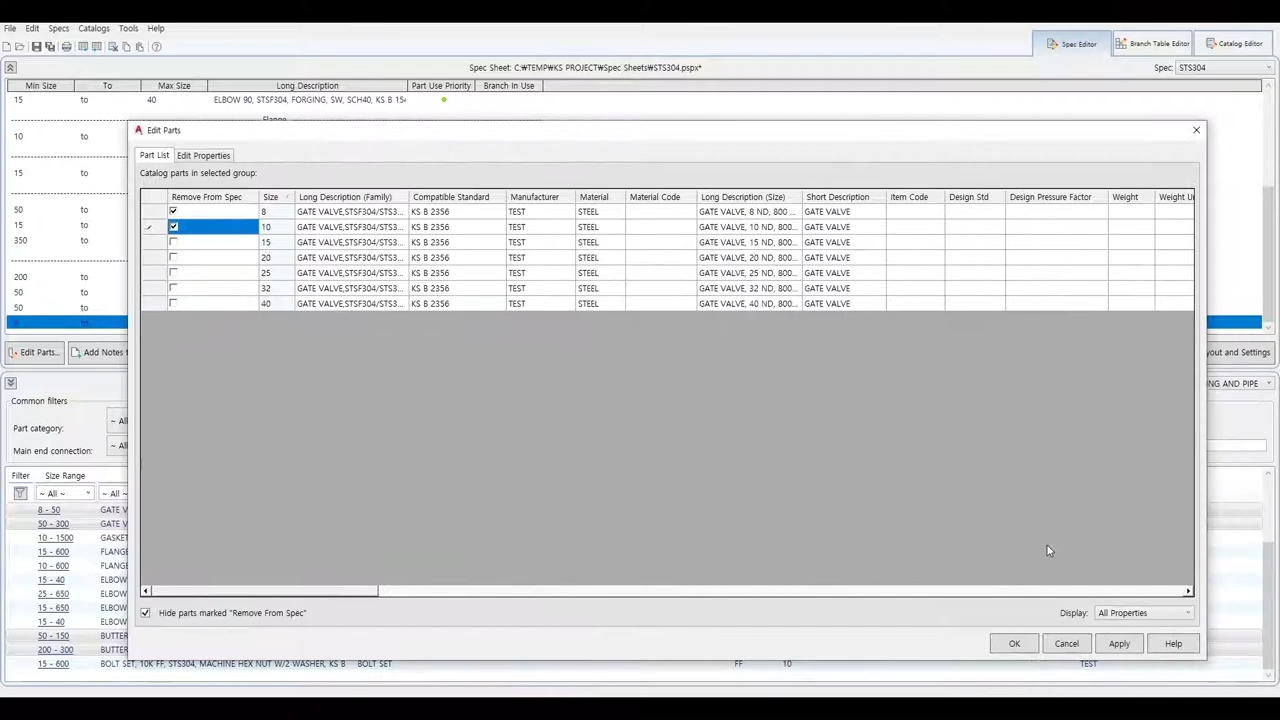 File Edit Specs Catalogs Tools Help
Spec Editor Branch Table Editor Catalog Editor
Spec Sheet: C:₩TEMP₩KS PROJECT₩Spec Sheets₩STS304.pspx* Spec: STS304
Min Size To Max Size Long Description Part Use Priority Branch In Use
15 to 40 ELBOW 90, STSF304, FORGING, SW, SCH40, KS B 15
Flange
10 to
15 to
50 to
15 to
350 to
200 to
50 to
50 to
to
Edit Parts... Add Notes yout and Settings
Edit Parts
Part List Edit Properties
Catalog parts in selected group:
Remove From Spec Size Long Description (Family) Compatible Standard Manufacturer Material Material Code Long Description (Size) Short Description Item Code Design Std Design Pressure Factor Weight Weight U
8 GATE VALVE,STSF304/STS3... KS B 2356 TEST STEEL GATE VALVE, 8 ND, 800 ... GATE VALVE
10 GATE VALVE,STSF304/STS3... KS B 2356 TEST STEEL GATE VALVE, 10 ND, 800... GATE VALVE
15 GATE VALVE,STSF304/STS3... KS B 2356 TEST STEEL GATE VALVE, 15 ND, 800... GATE VALVE
20 GATE VALVE,STSF304/STS3... KS B 2356 TEST STEEL GATE VALVE, 20 ND, 800... GATE VALVE
25 GATE VALVE,STSF304/STS3... KS B 2356 TEST STEEL GATE VALVE, 25 ND, 800... GATE VALVE
32 GATE VALVE,STSF304/STS3... KS B 2356 TEST STEEL GATE VALVE, 32 ND, 800... GATE VALVE
40 GATE VALVE,STSF304/STS3... KS B 2356 TEST STEEL GATE VALVE, 40 ND, 800... GATE VALVE
Hide parts marked "Remove From Spec" Display: All Properties
OK Cancel Apply Help
ING AND PIPE
Common filters
Part category: ~ All
Main end connection: ~ All
Filter Size Range
~ All ~ ~ All ~
8 - 50 GATE V
50 - 300 GATE V
10 - 1500 GASKE
15 - 600 FLANG
10 - 600 FLANG
15 - 40 ELBOW
25 - 650 ELBOW
15 - 650 ELBOW
15 - 40 ELBOW
50 - 150 BUTTER
200 - 300 BUTTER
15 - 600 BOLT SET, 10K FF, STS304, MACHINE HEX NUT W/2 WASHER, KS B BOLT SET FF 10 TEST